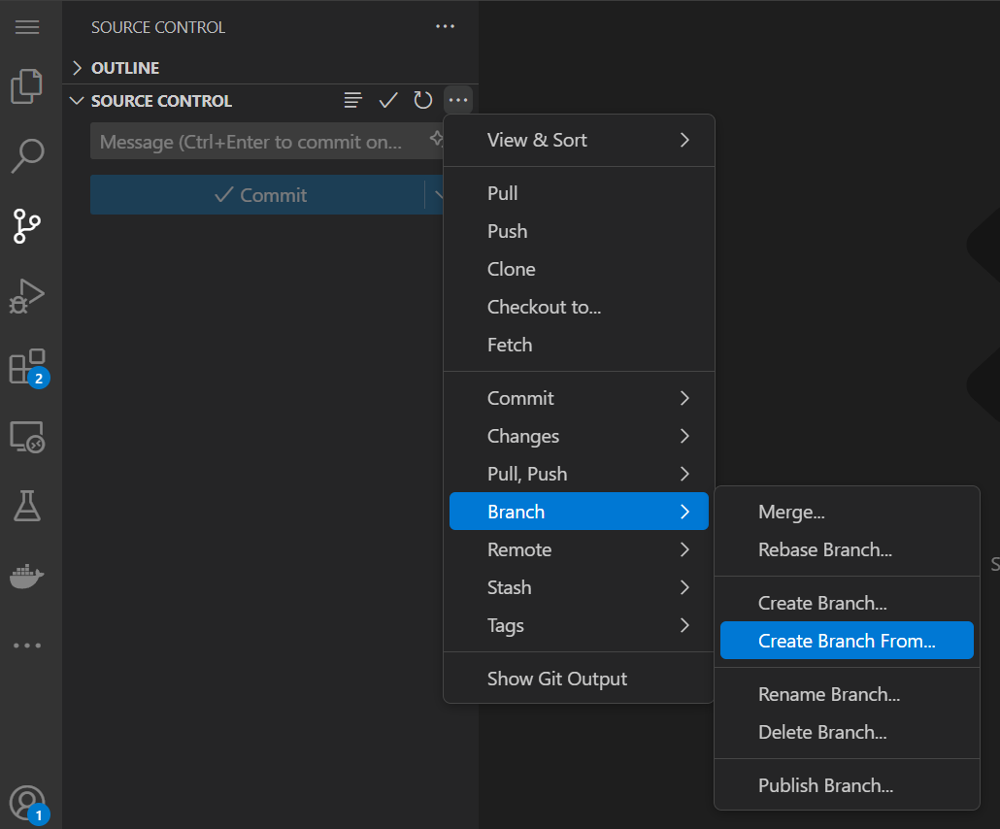 SOURCE CONTROL
OUTLINE
SOURCE CONTROL
Message (Ctrl+Enter to commit on...
Commit
View & Sort
Pull
Push
Clone
Checkout to...
Fetch
Commit
Changes
Pull, Push
Branch
Remote
Stash
Tags
Show Git Output
Merge...
Rebase Branch...
Create Branch...
Create Branch From...
Rename Branch...
Delete Branch...
Publish Branch...
2
1
S